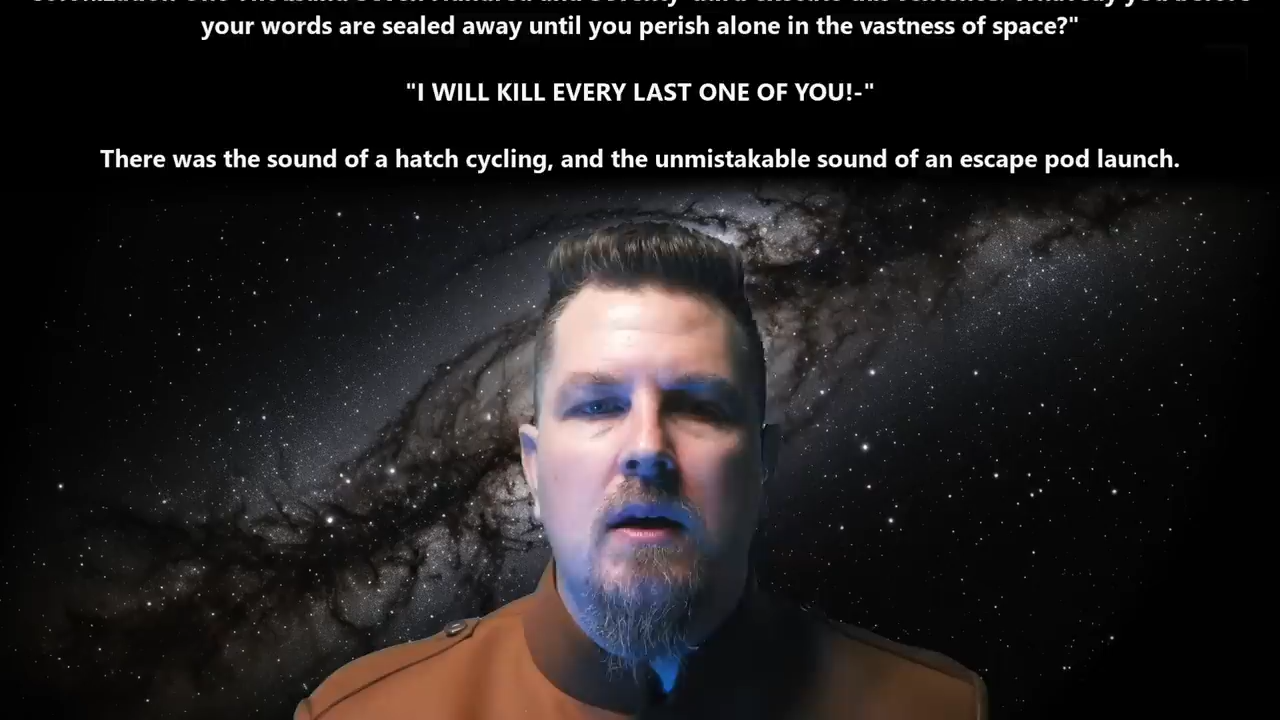 your words are sealed away until you perish alone in the vastness of space?"
"I WILL KILL EVERY LAST ONE OF YOU!-"
There was the sound of a hatch cycling, and the unmistakable sound of an escape pod launch.